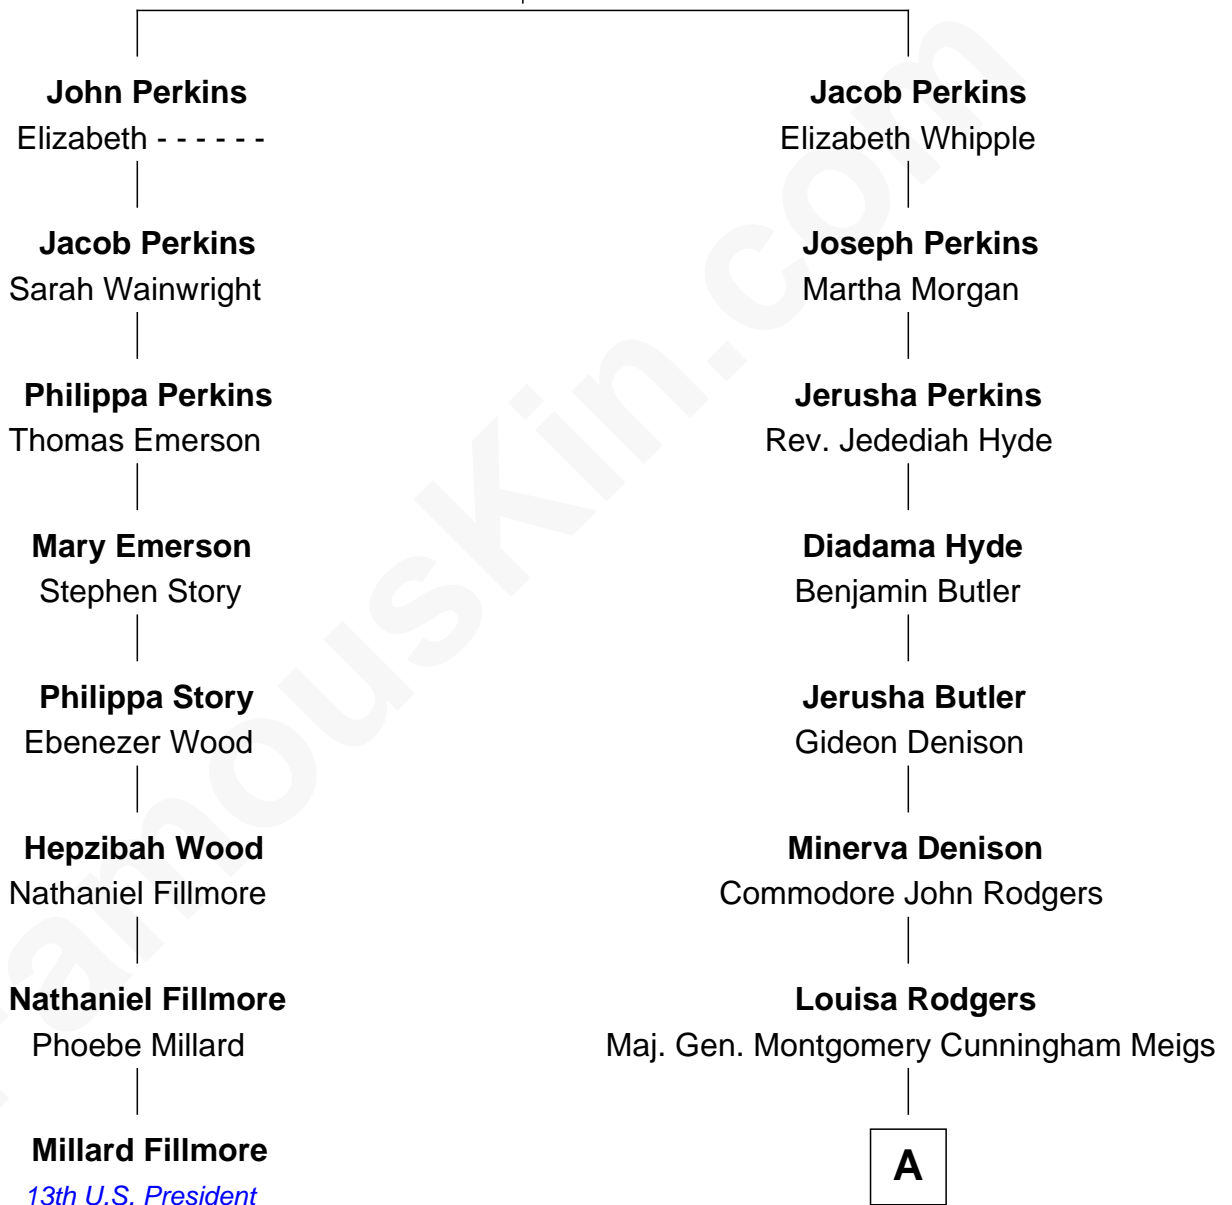 John Perkins
Elizabeth - - - - - -
Jacob Perkins
Sarah Wainwright
Philippa Perkins
Thomas Emerson
Mary Emerson
Stephen Story
Philippa Story
Ebenezer Wood
Hepzibah Wood
Nathaniel Fillmore
Nathaniel Fillmore
Phoebe Millard
Millard Fillmore
13th U.S. President
Jacob Perkins
Elizabeth Whipple
Joseph Perkins
Martha Morgan
Jerusha Perkins
Rev. Jedediah Hyde
Diadama Hyde
Benjamin Butler
Jerusha Butler
Gideon Denison
Minerva Denison
Commodore John Rodgers
Louisa Rodgers
Maj. Gen. Montgomery Cunningham Meigs
A
FamousKin.com